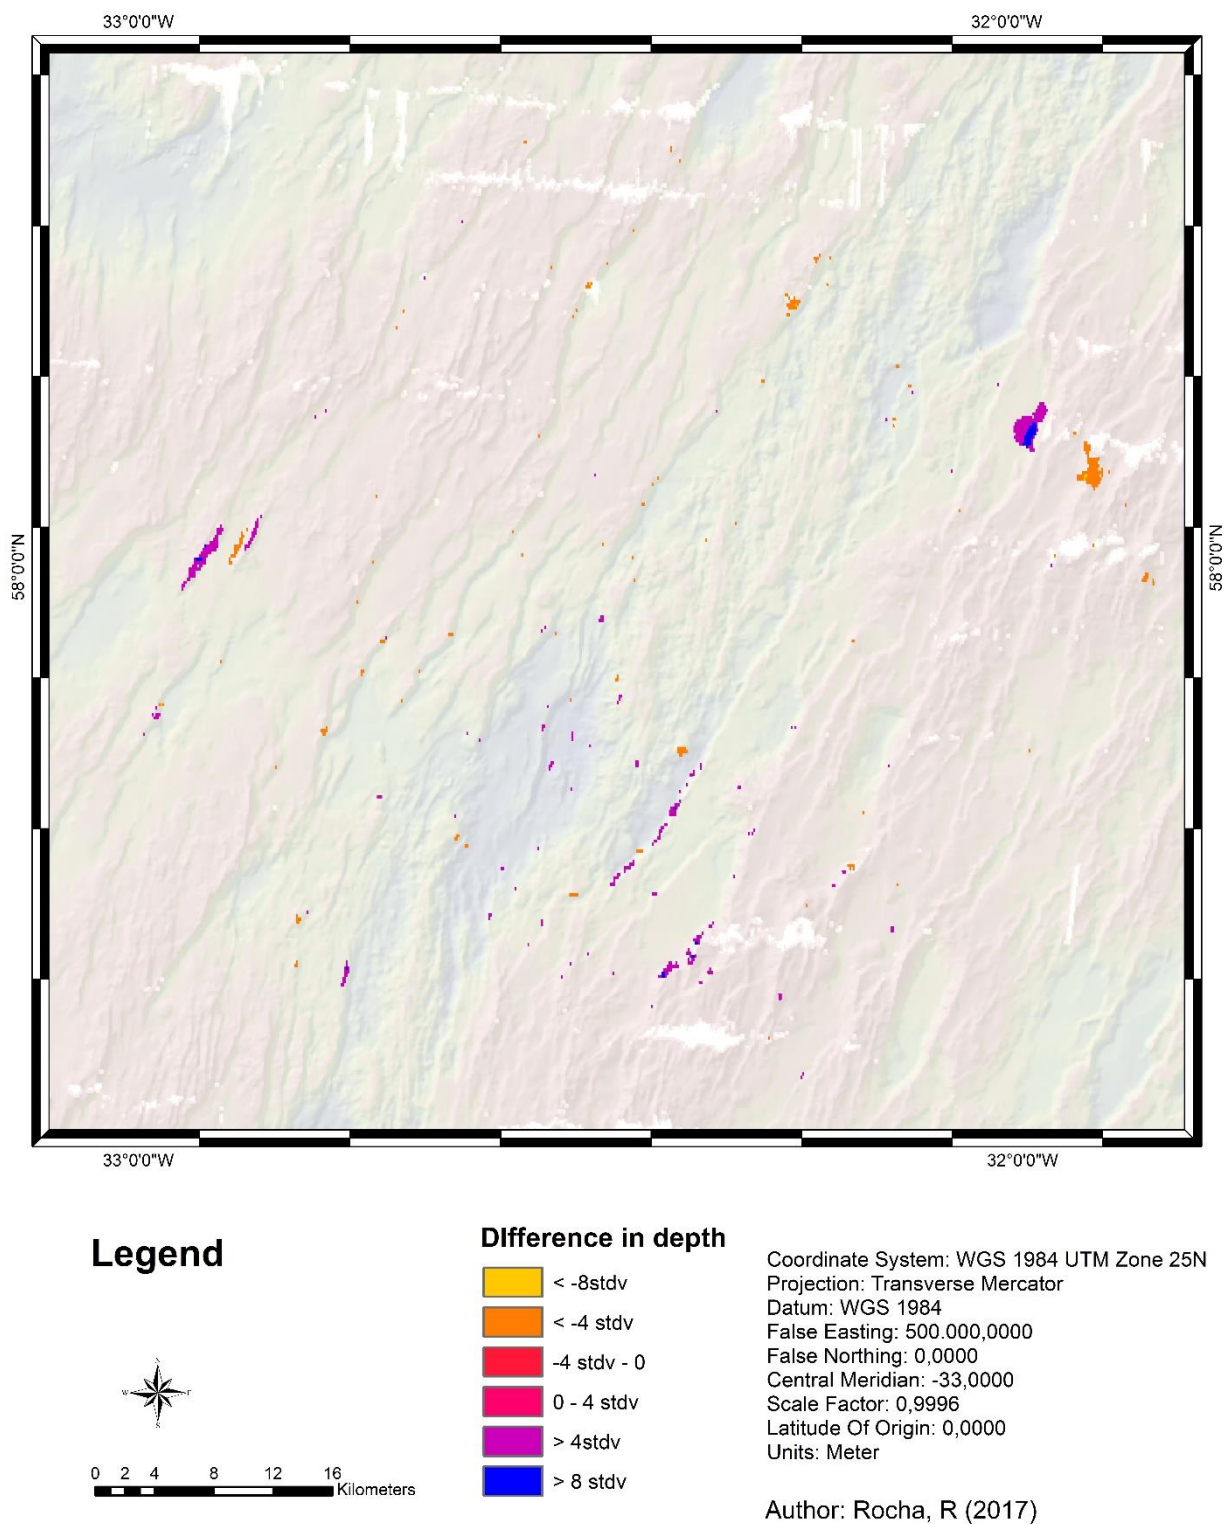 33°0'0"W 32°0'0"W
58°0'0"N 58°0'0"N
33°0'0"W 32°0'0"W
Legend
N
W E
S
0 2 4 8 12 16
Kilometers
DIfference in depth
< -8stdv
< -4 stdv
-4 stdv - 0
0 - 4 stdv
> 4stdv
> 8 stdv
Coordinate System: WGS 1984 UTM Zone 25N
Projection: Transverse Mercator
Datum: WGS 1984
False Easting: 500.000,0000
False Northing: 0,0000
Central Meridian: -33,0000
Scale Factor: 0,9996
Latitude Of Origin: 0,0000
Units: Meter
Author: Rocha, R (2017)